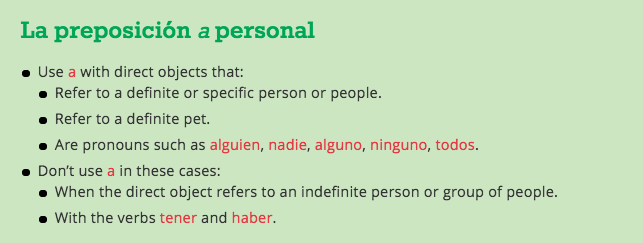 La preposición a personal
• Use a with direct objects that:
• Refer to a definite or specific person or people.
• Refer to a definite pet.
• Are pronouns such as alguien, nadie, alguno, ninguno, todos.
• Don’t use a in these cases:
• When the direct object refers to an indefinite person or group of people.
• With the verbs tener and haber.